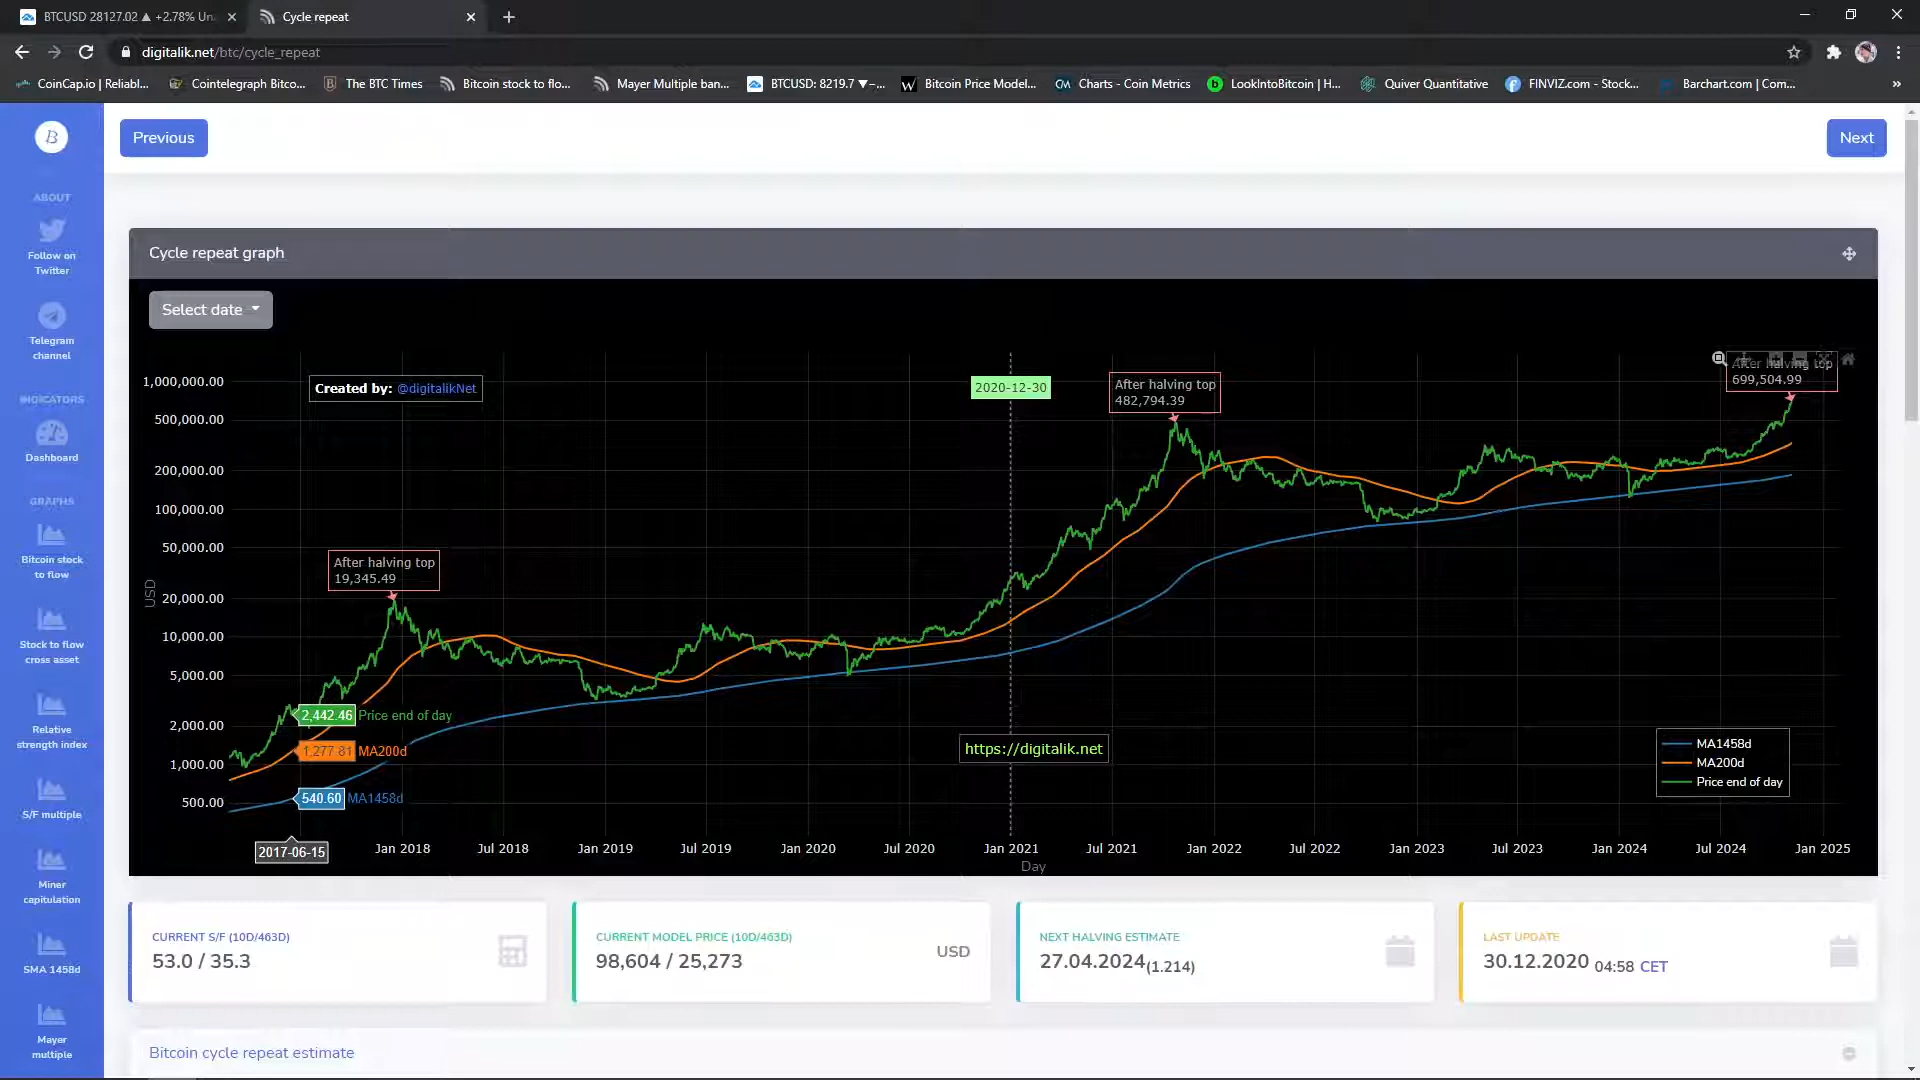 BTCUSD 28127.02 ▲ +2.78% Un
Cycle repeat
digitalik.net/btc/cycle_repeat
CoinCap.io | Reliabl...
Cointelegraph Bitco...
The BTC Times
Bitcoin stock to flo...
Mayer Multiple ban...
BTCUSD: 8219.7 ▼−...
Bitcoin Price Model...
Charts - Coin Metrics
LookIntoBitcoin | H...
Quiver Quantitative
FINVIZ.com - Stock...
Barchart.com | Com...
»
Previous
Next
ABOUT
Follow on
Twitter
Telegram
channel
INDICATORS
Dashboard
GRAPHS
Bitcoin stock
to flow
Stock to flow
cross asset
Relative
strength index
S/F multiple
Miner
capitulation
SMA 1458d
Mayer
multiple
Cycle repeat graph
Select date
1,000,000.00
500,000.00
200,000.00
100,000.00
50,000.00
20,000.00
10,000.00
5,000.00
2,000.00
1,000.00
500.00
USD
Created by: @digitalikNet
2020-12-30
After halving top
482,794.39
After halving top
699,504.99
After halving top
19,345.49
2,442.46 Price end of day
1,277.81 MA200d
540.60 MA1458d
https://digitalik.net
MA1458d
MA200d
Price end of day
2017-06-15
Jan 2018
Jul 2018
Jan 2019
Jul 2019
Jan 2020
Jul 2020
Jan 2021
Jul 2021
Jan 2022
Jul 2022
Jan 2023
Jul 2023
Jan 2024
Jul 2024
Jan 2025
Day
CURRENT S/F (10D/463D)
53.0 / 35.3
CURRENT MODEL PRICE (10D/463D)
98,604 / 25,273
USD
NEXT HALVING ESTIMATE
27.04.2024(1.214)
LAST UPDATE
30.12.2020 04:58 CET
Bitcoin cycle repeat estimate